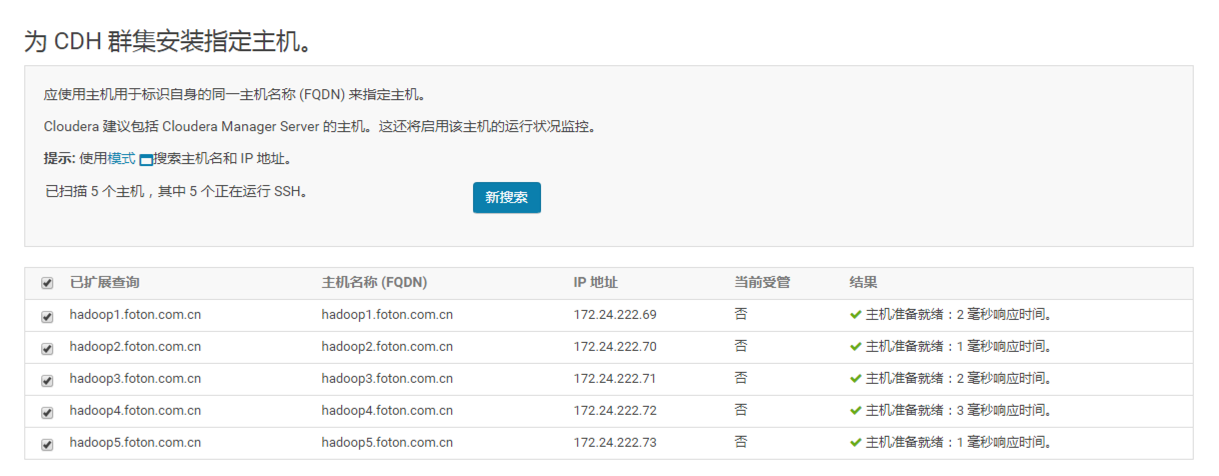 为 CDH 群集安装指定主机。
应使用主机用于标识自身的同一主机名称 (FQDN) 来指定主机。
Cloudera 建议包括 Cloudera Manager Server 的主机。这还将启用该主机的运行状况监控。
提示: 使用模式 搜索主机名和 IP 地址。
已扫描 5 个主机，其中 5 个正在运行 SSH。 新搜索
已扩展查询 主机名称 (FQDN) IP 地址 当前受管 结果
hadoop1.foton.com.cn hadoop1.foton.com.cn 172.24.222.69 否 主机准备就绪：2 毫秒响应时间。
hadoop2.foton.com.cn hadoop2.foton.com.cn 172.24.222.70 否 主机准备就绪：1 毫秒响应时间。
hadoop3.foton.com.cn hadoop3.foton.com.cn 172.24.222.71 否 主机准备就绪：2 毫秒响应时间。
hadoop4.foton.com.cn hadoop4.foton.com.cn 172.24.222.72 否 主机准备就绪：3 毫秒响应时间。
hadoop5.foton.com.cn hadoop5.foton.com.cn 172.24.222.73 否 主机准备就绪：1 毫秒响应时间。